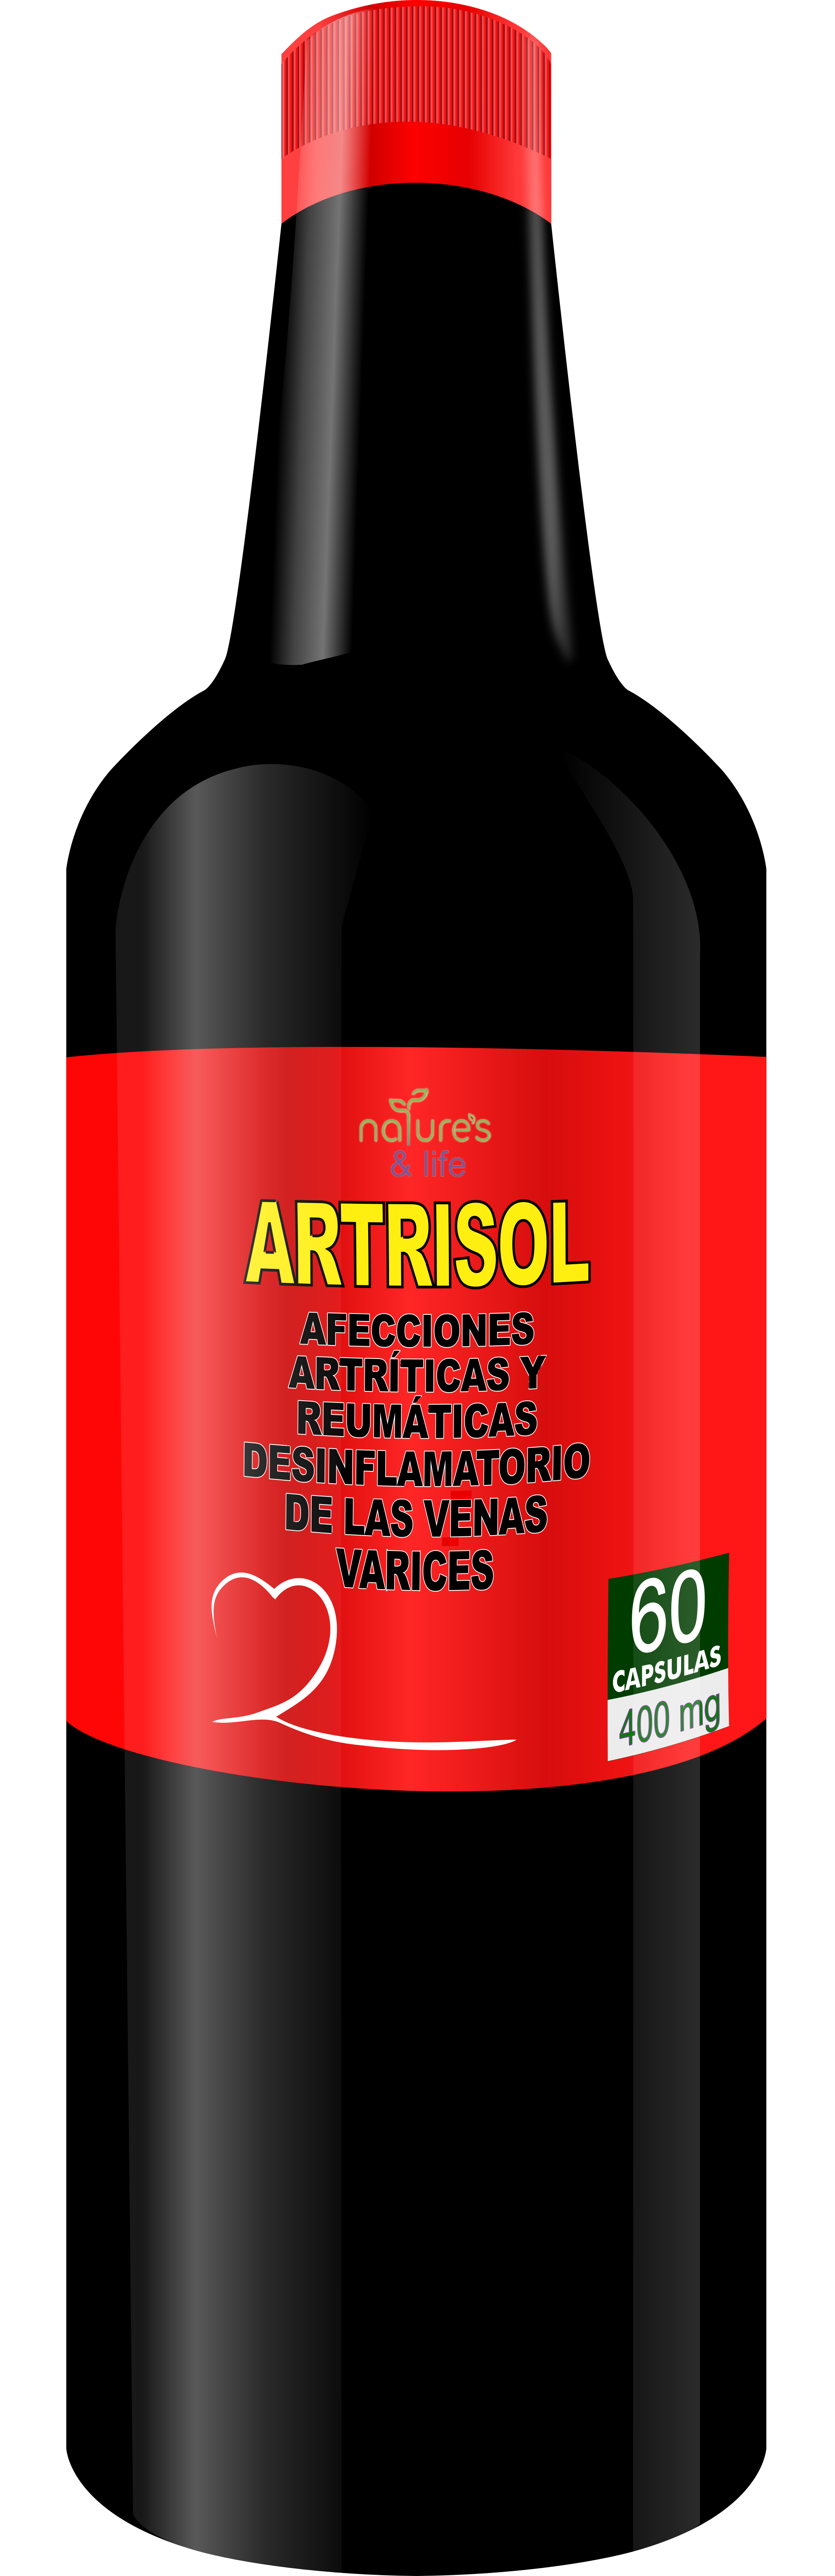 nature's
& life
ARTRISOL
AFECCIONES
ARTRÍTICAS Y
REUMÁTICAS
DESINFLAMATORIO
DE LAS VENAS
VARICES
60
CAPSULAS
400 mg